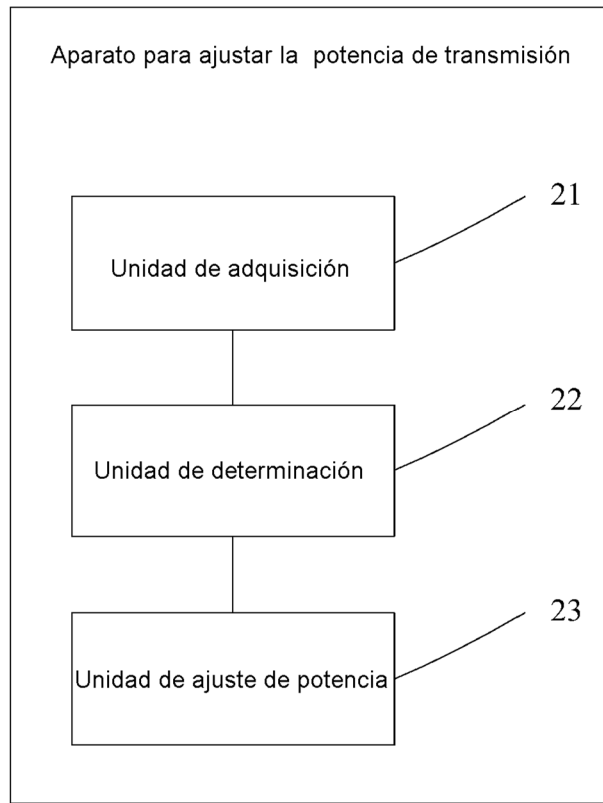 Aparato para ajustar la potencia de transmisión
21
Unidad de adquisición
22
Unidad de determinación
23
Unidad de ajuste de potencia